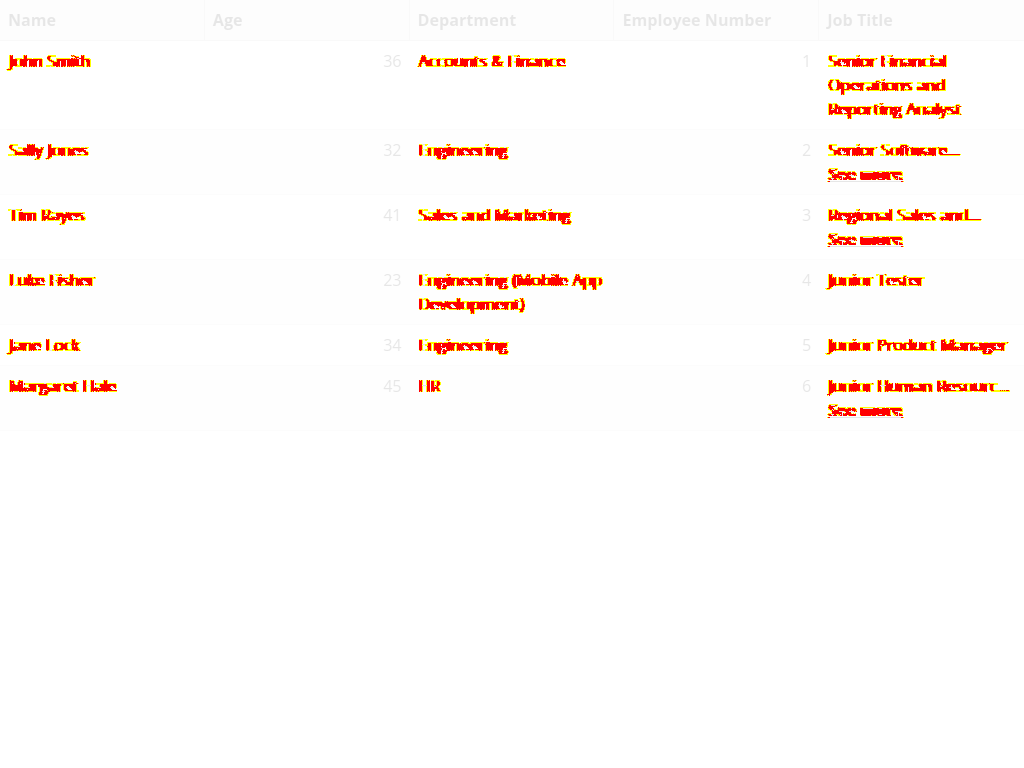 Name Age Department Employee Number Job Title
John Smith 36 Accounts & Finance 1 Senior Financial
Operations and
Reporting Analyst
Sally Jones 32 Engineering 2 Senior Software...
See more
Tim Rayes 41 Sales and Marketing 3 Regional Sales and...
See more
Luke Fisher 23 Engineering (Mobile App 4 Junior Tester
Development)
Jane Lock 34 Engineering 5 Junior Product Manager
Margaret Hale 45 HR 6 Junior Human Resourc...
See more